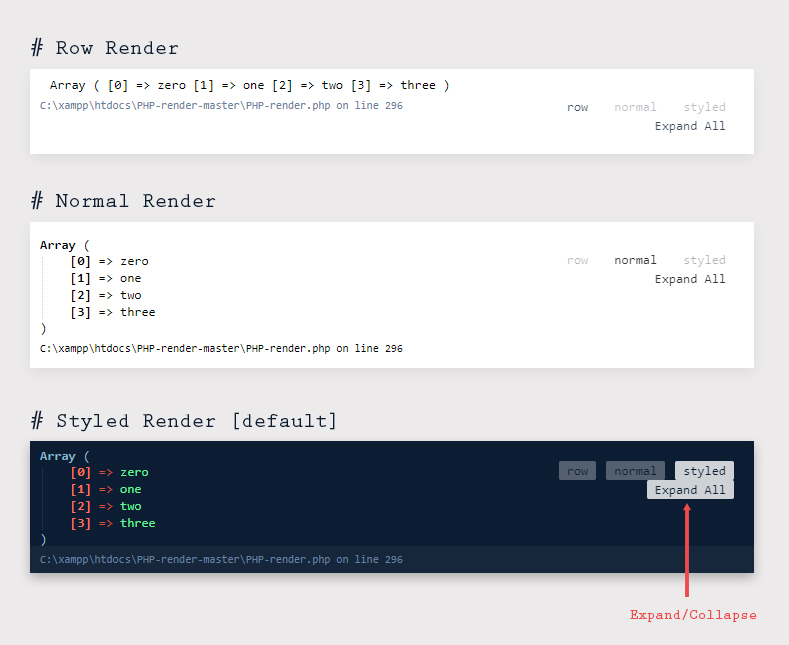 # Row Render
Array ( [0] => zero [1] => one [2] => two [3] => three )
C:\xampp\htdocs\PHP-render-master\PHP-render.php on line 296
row normal styled
Expand All
# Normal Render
Array (
[0] => zero
[1] => one
[2] => two
[3] => three
)
C:\xampp\htdocs\PHP-render-master\PHP-render.php on line 296
row normal styled
Expand All
# Styled Render [default]
Array (
[0] => zero
[1] => one
[2] => two
[3] => three
)
C:\xampp\htdocs\PHP-render-master\PHP-render.php on line 296
row normal styled
Expand All
Expand/Collapse